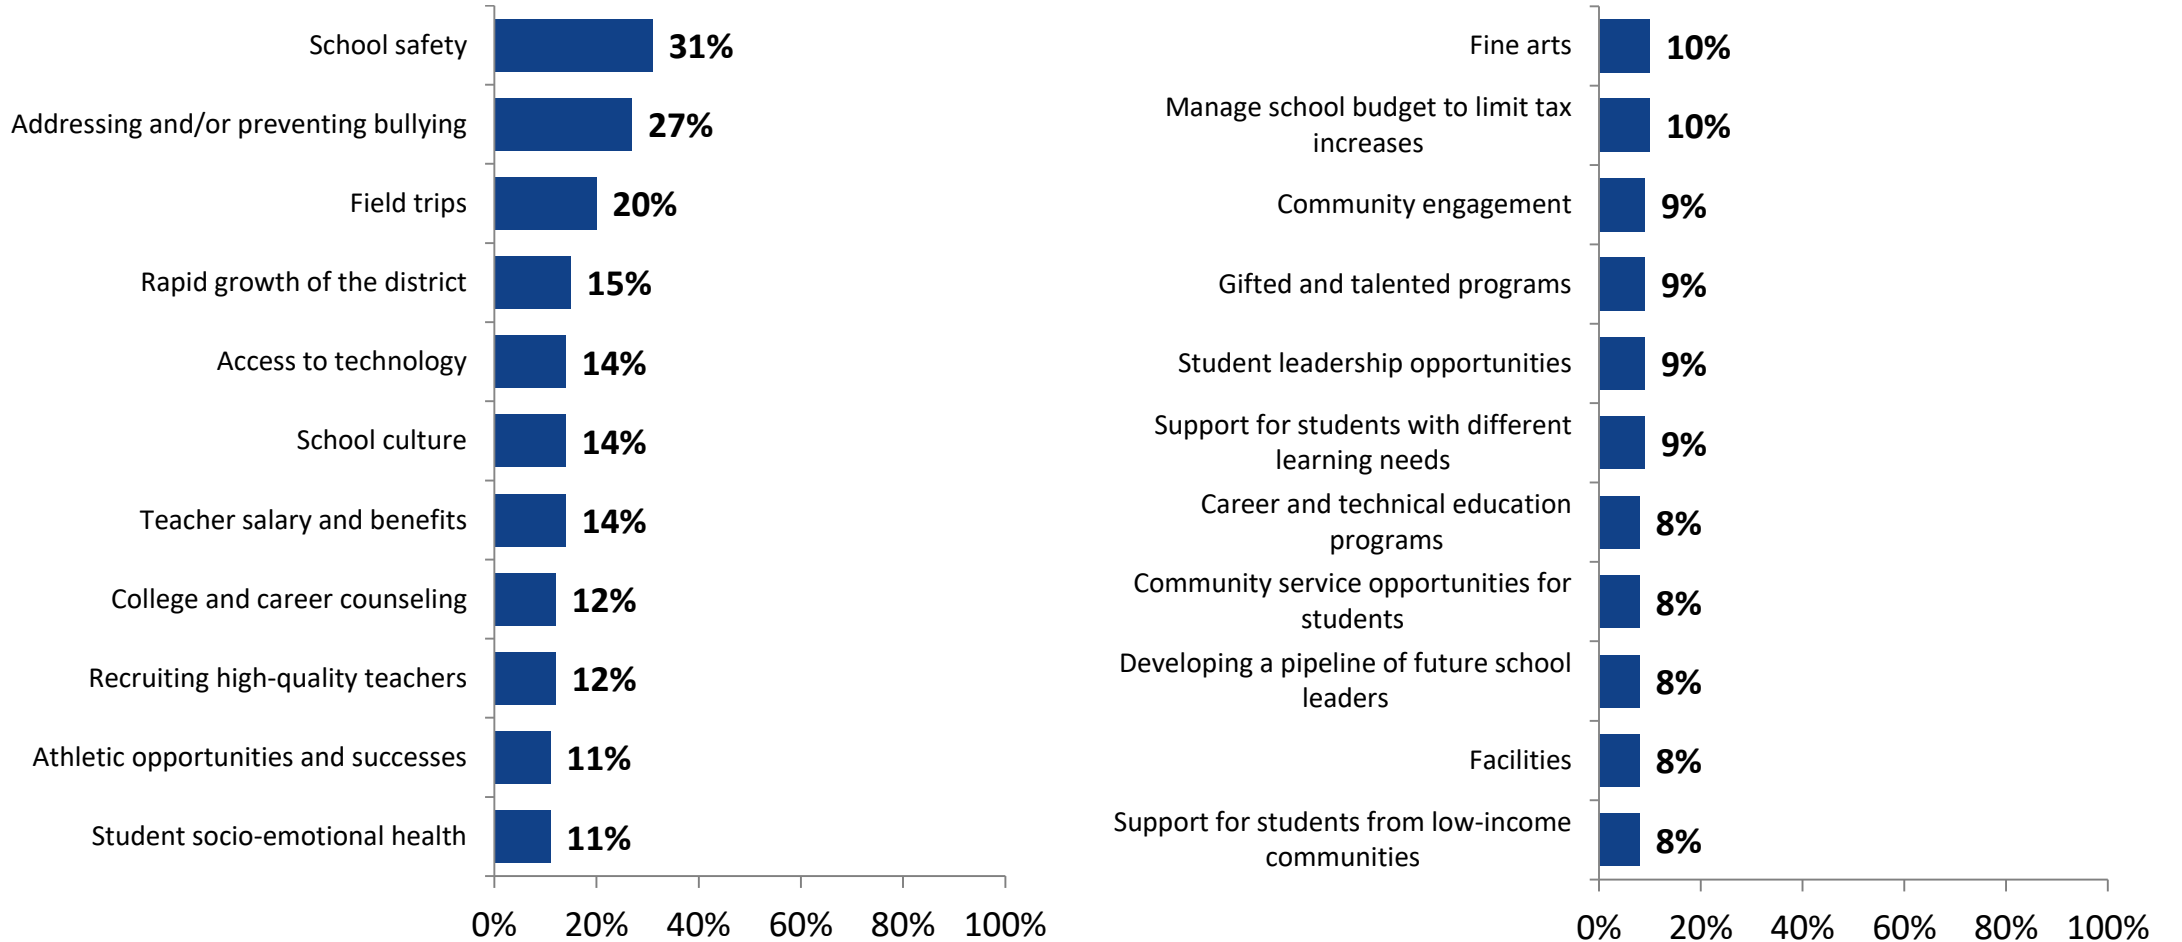 School safety
31%
Addressing and/or preventing bullying
27%
Field trips
20%
Rapid growth of the district
15%
Access to technology
14%
School culture
14%
Teacher salary and benefits
14%
College and career counseling
12%
Recruiting high-quality teachers
12%
Athletic opportunities and successes
11%
Student socio-emotional health
11%
0% 20% 40% 60% 80% 100%
Fine arts
10%
Manage school budget to limit tax
increases
10%
Community engagement
9%
Gifted and talented programs
9%
Student leadership opportunities
9%
Support for students with different
learning needs
9%
Career and technical education
programs
8%
Community service opportunities for
students
8%
Developing a pipeline of future school
leaders
8%
Facilities
8%
Support for students from low-income
communities
8%
0% 20% 40% 60% 80% 100%